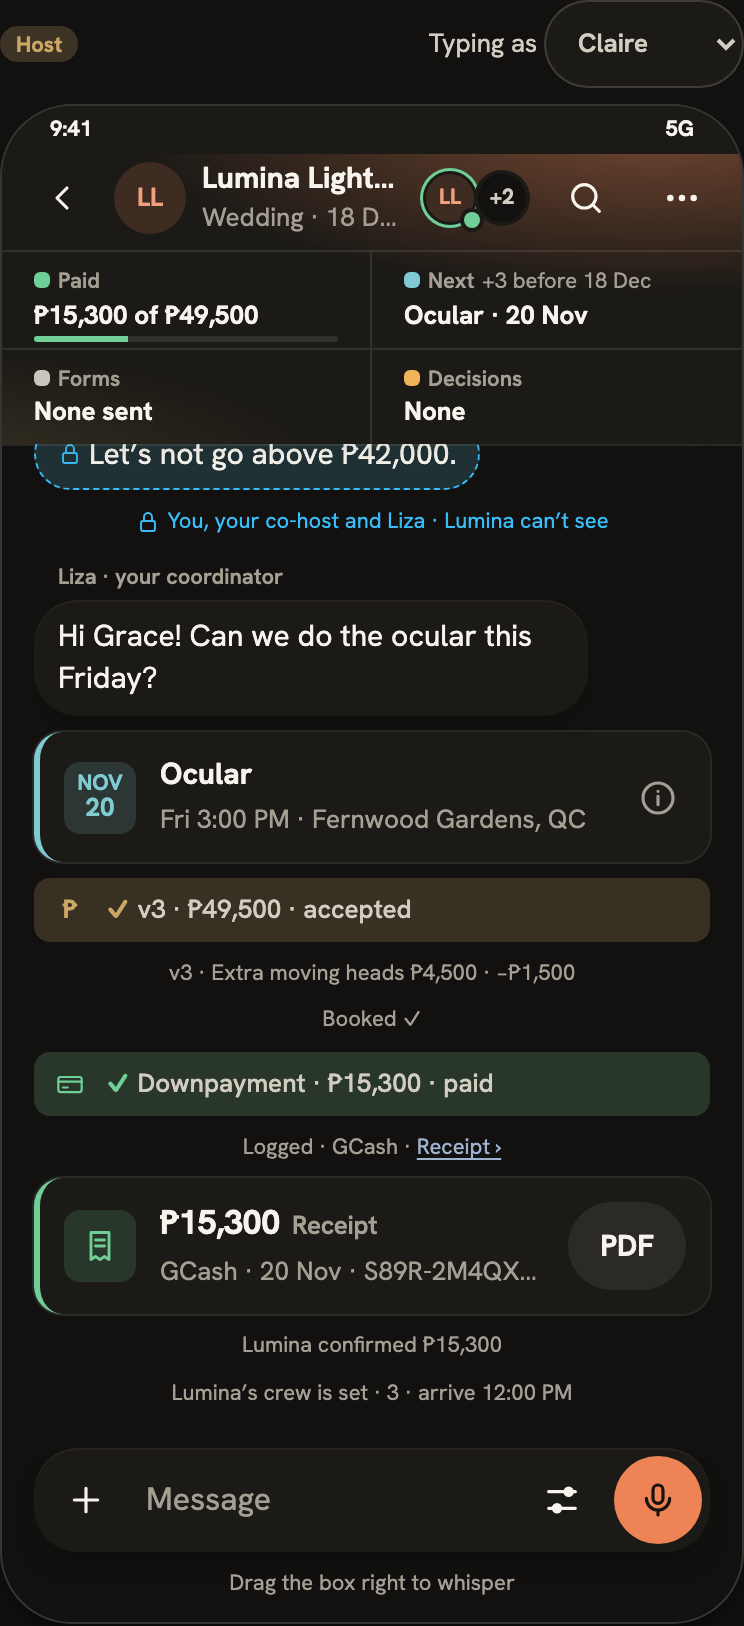 Host
Typing as
Claire
9:41
5G
LL
Lumina Light...
Wedding · 18 D...
LL
+2
Paid
₱15,300 of ₱49,500
Next +3 before 18 Dec
Ocular · 20 Nov
Forms
None sent
Decisions
None
Let’s not go above ₱42,000.
You, your co-host and Liza · Lumina can’t see
Liza · your coordinator
Hi Grace! Can we do the ocular this
Friday?
NOV
20
Ocular
Fri 3:00 PM · Fernwood Gardens, QC
₱ ✓ v3 · ₱49,500 · accepted
v3 · Extra moving heads ₱4,500 · −₱1,500
Booked ✓
✓ Downpayment · ₱15,300 · paid
Logged · GCash · Receipt ›
₱15,300 Receipt
GCash · 20 Nov · S89R-2M4QX...
PDF
Lumina confirmed ₱15,300
Lumina’s crew is set · 3 · arrive 12:00 PM
Message
Drag the box right to whisper